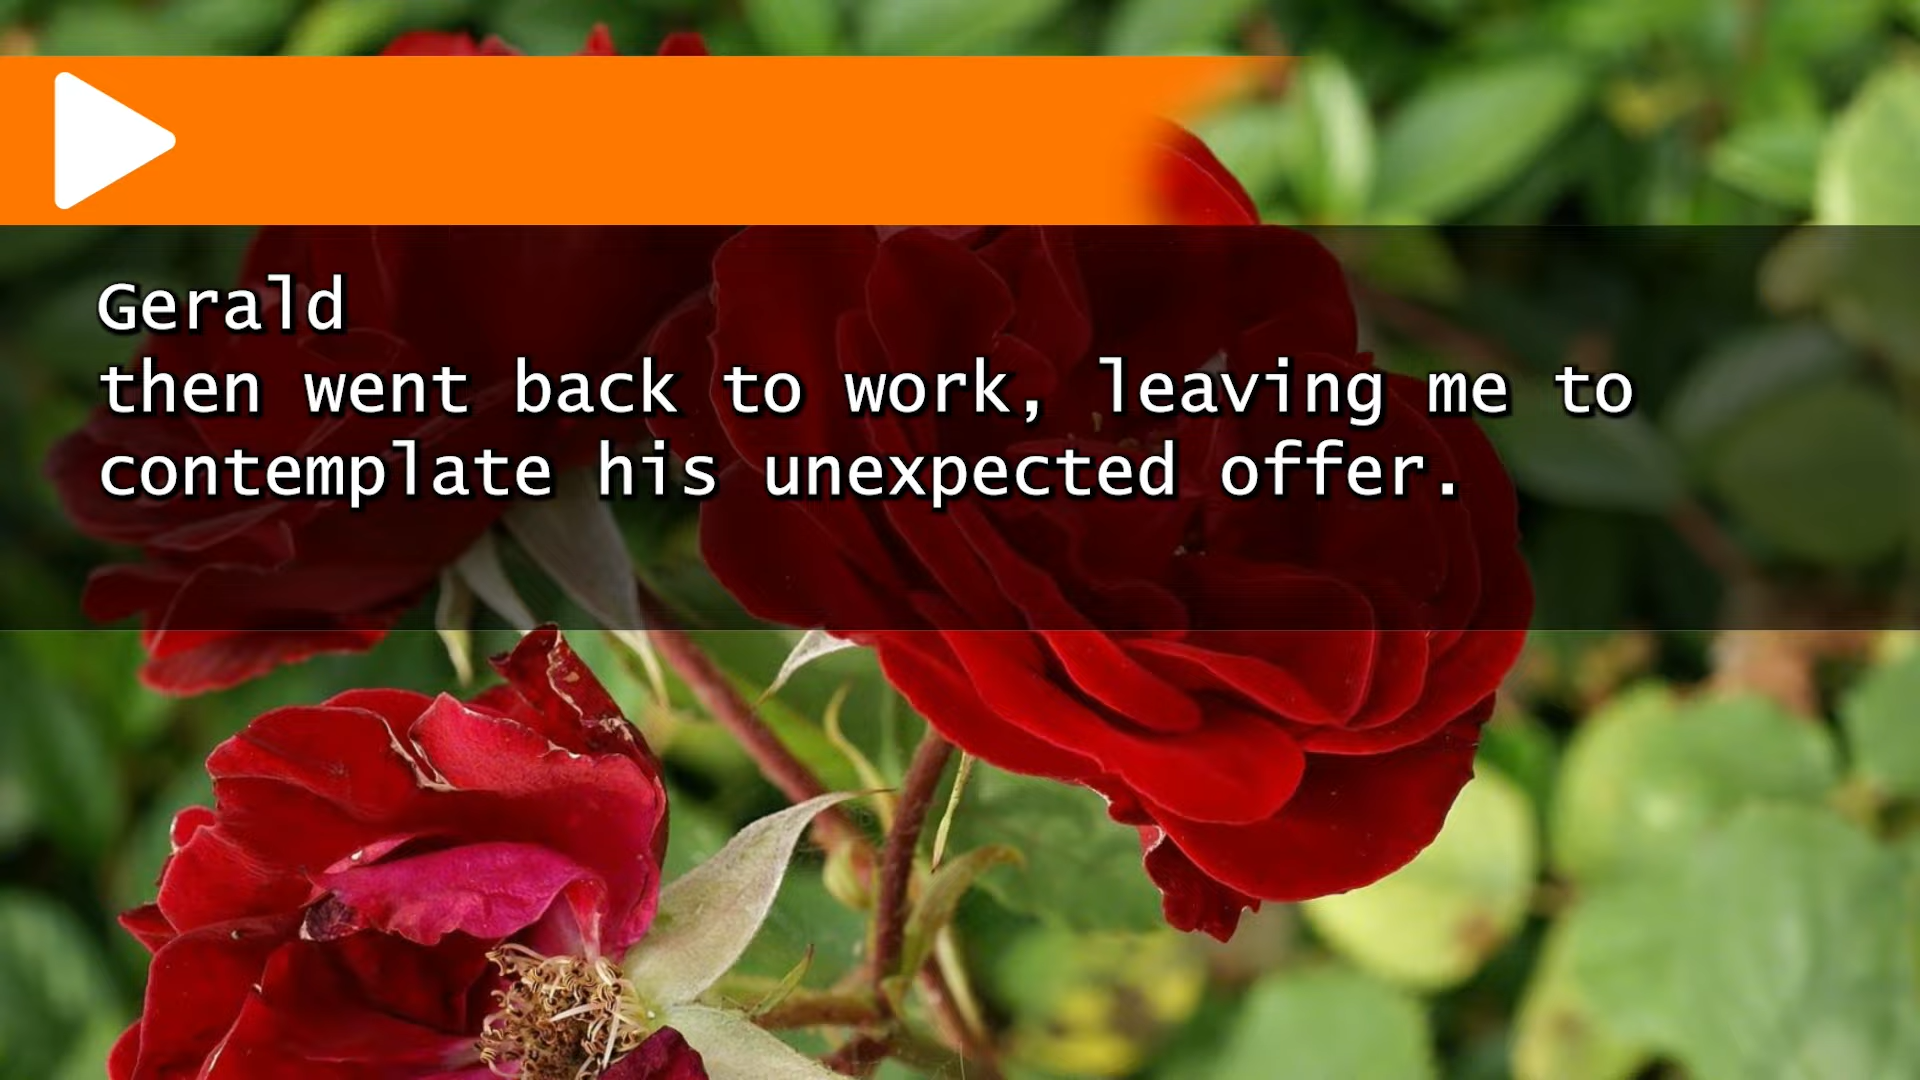 Gerald
then went back to work, leaving me to
contemplate his unexpected offer.